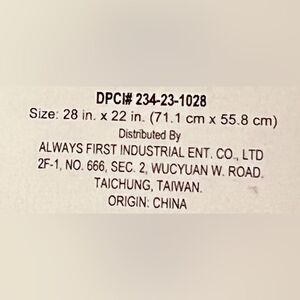 DPCI# 234-23-1028
Size: 28 in. x 22 in. (71.1 cm x 55.8 cm)
Distributed By
ALWAYS FIRST INDUSTRIAL ENT. CO., LTD
2F-1, NO. 666, SEC. 2, WUCYUAN W. ROAD.
TAICHUNG, TAIWAN.
ORIGIN: CHINA